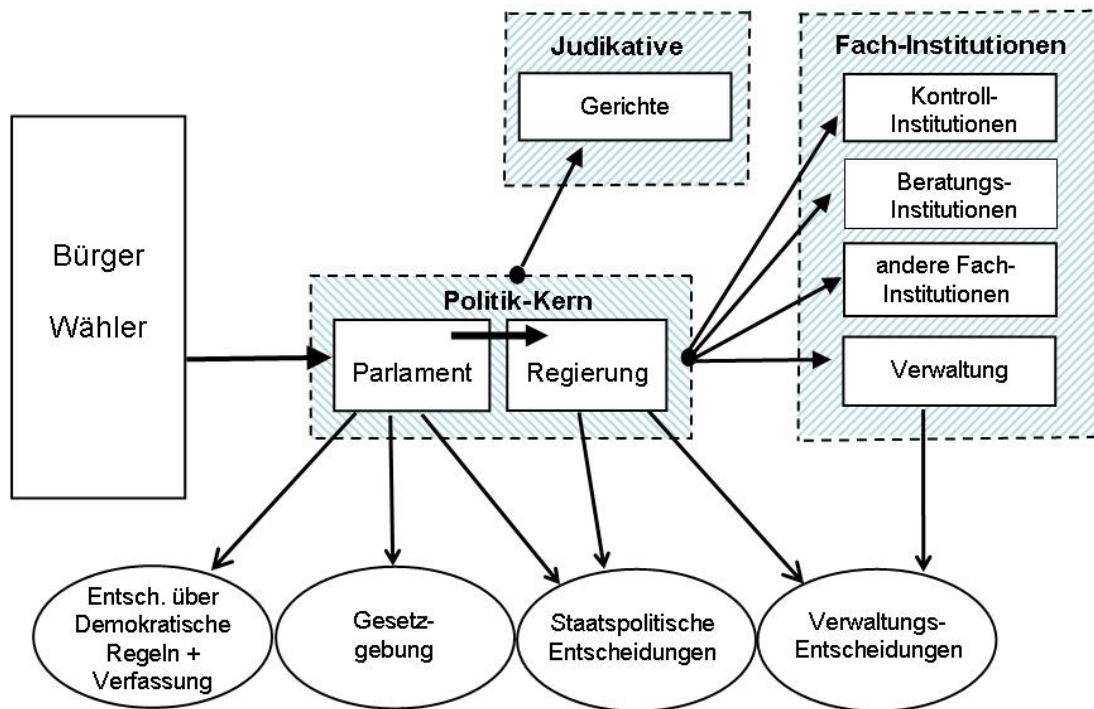 Judikative
Gerichte
Fach-Institutionen
Kontroll-
Institutionen
Beratungs-
Institutionen
andere Fach-
Institutionen
Verwaltung
Bürger
Wähler
Politik-Kern
Parlament
Regierung
Entsch. über
Demokratische
Regeln +
Verfassung
Gesetz-
gebung
Staatspolitische
Entscheidungen
Verwaltungs-
Entscheidungen